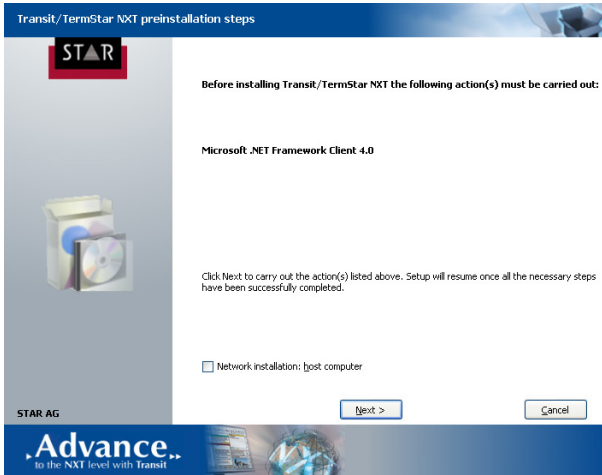 Transit/TermStar NXT preinstallation steps
STAR
Before installing Transit/TermStar NXT the following action(s) must be carried out:
Microsoft .NET Framework Client 4.0
Click Next to carry out the action(s) listed above. Setup will resume once all the necessary steps
have been successfully completed.
Network installation: host computer
STAR AG
Next >
Cancel
Advance..
to the NXT level with Transit